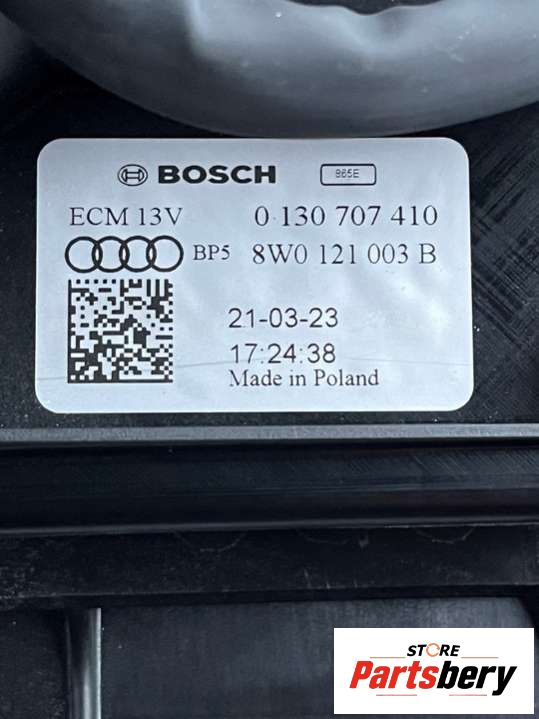 BOSCH 865E
ECM 13V 0 130 707 410
BP5 8W0 121 003 B
21-03-23
17:24:38
Made in Poland
STORE
Partsbery